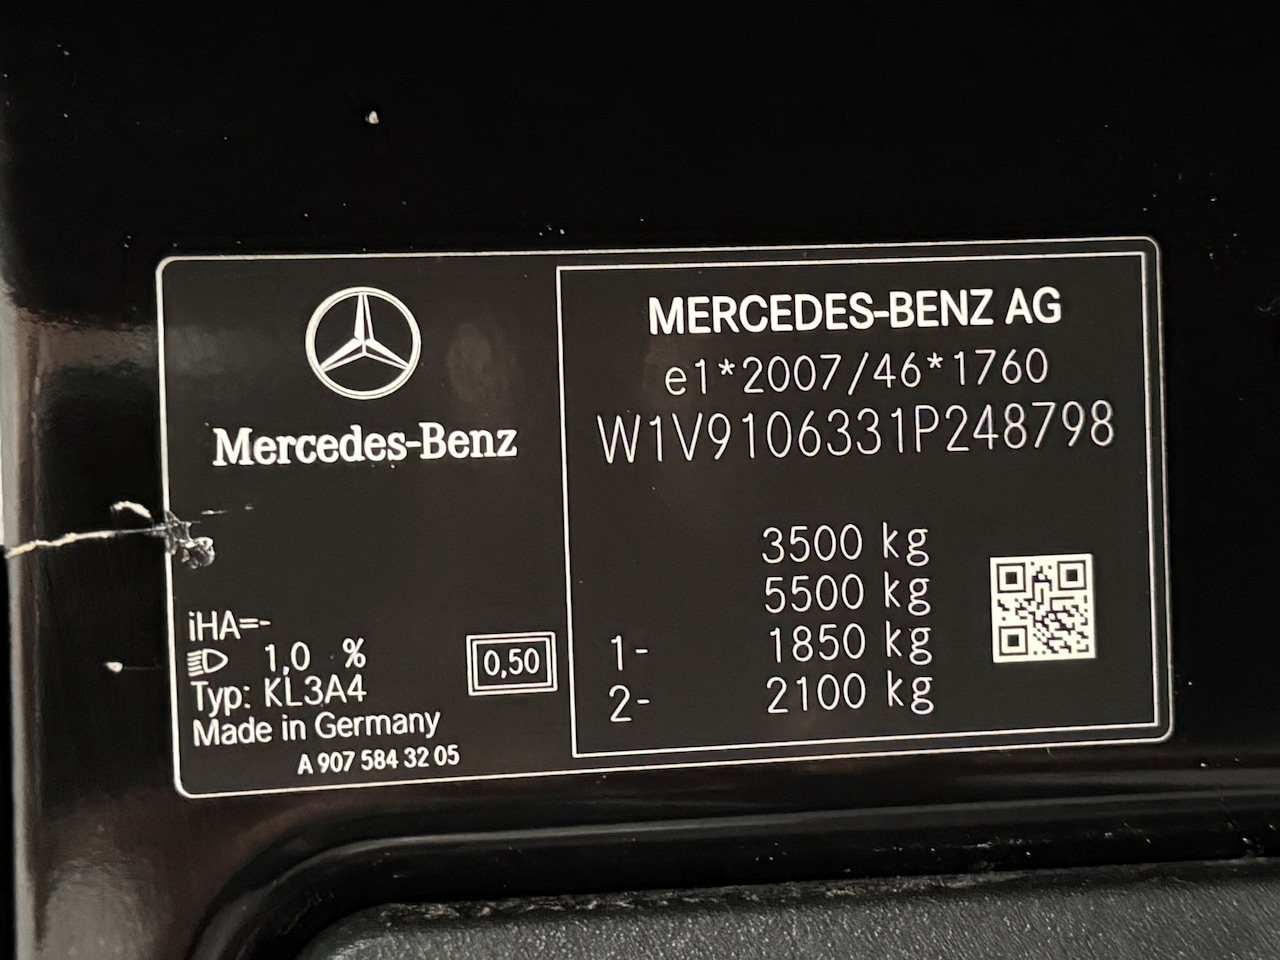 Mercedes-Benz
iHA=-
1,0 %
Typ: KL3A4
Made in Germany
A 907 584 32 05
0,50
MERCEDES-BENZ AG
e1*2007/46*1760
W1V9106331P248798
3500 kg
5500 kg
1- 1850 kg
2- 2100 kg